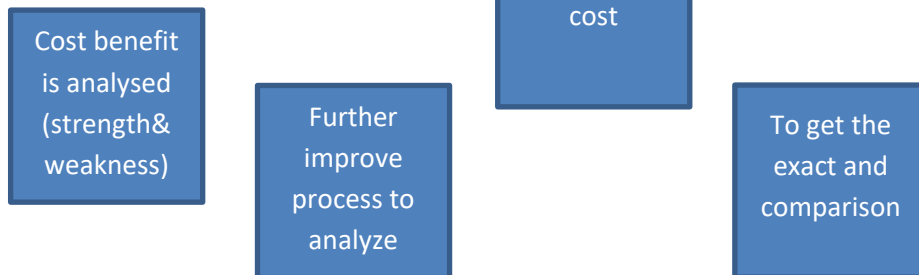 Cost benefit
is analysed
(strength&
weakness)
Further
improve
process to
analyze
cost
To get the
exact and
comparison